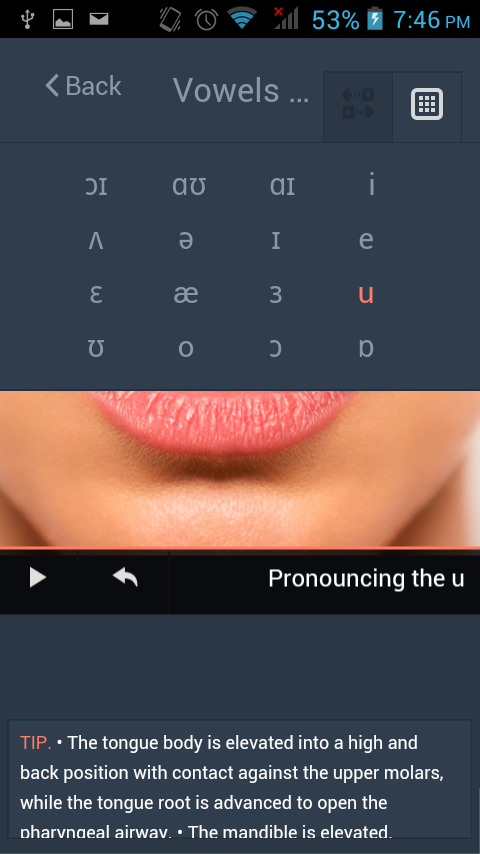 53% 7:46 PM
Back Vowels ...
ɔɪ ɑʊ ɑɪ i
ʌ ə ɪ e
ɛ æ ɜ u
ʊ o ɔ ɒ
Pronouncing the u
TIP. • The tongue body is elevated into a high and
back position with contact against the upper molars,
while the tongue root is advanced to open the
pharyngeal airway. • The mandible is elevated.